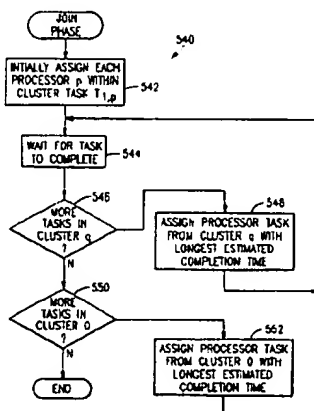 JOIN
PHASE
540
INTIALLY ASSIGN EACH
PROCESSOR p WITHIN
CLUSTER TASK T1,p
542
WAIT FOR TASK
TO COMPLETE
544
546
MORE
TASKS IN
CLUSTER q
?
N
548
ASSIGN PROCESSOR TASK
FROM CLUSTER q WITH
LONGEST ESTIMATED
COMPLETION TIME
550
MORE
TASKS IN
CLUSTER 0
?
N
552
ASSIGN PROCESSOR TASK
FROM CLUSTER 0 WITH
LONGEST ESTIMATED
COMPLETION TIME
END